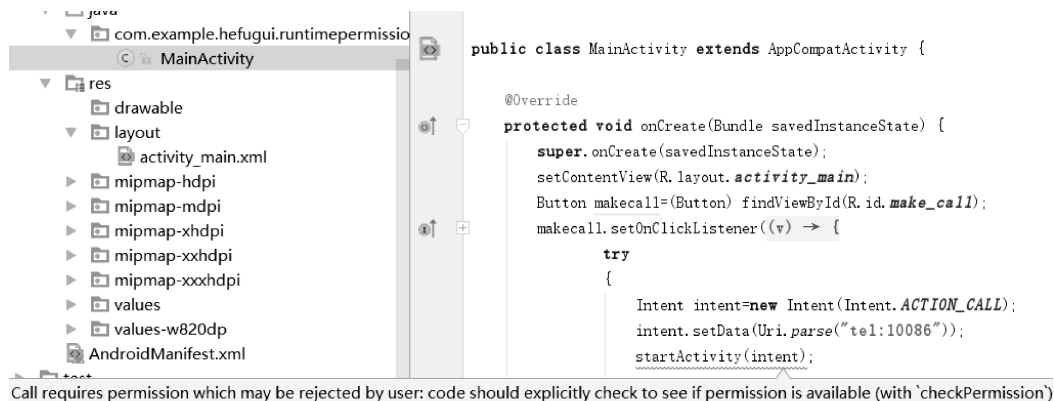 java
com.example.hefugui.runtimepermissio
MainActivity
res
drawable
layout
activity_main.xml
mipmap-hdpi
mipmap-mdpi
mipmap-xhdpi
mipmap-xxhdpi
mipmap-xxxhdpi
values
values-w820dp
AndroidManifest.xml
test
public class MainActivity extends AppCompatActivity {
@Override
protected void onCreate(Bundle savedInstanceState) {
super.onCreate(savedInstanceState);
setContentView(R.layout.activity_main);
Button makecall=(Button) findViewById(R.id.make_call);
makecall.setOnClickListener((v) → {
try
{
Intent intent=new Intent(Intent.ACTION_CALL);
intent.setData(Uri.parse("tel:10086"));
startActivity(intent);
Call requires permission which may be rejected by user: code should explicitly check to see if permission is available (with `checkPermission`)